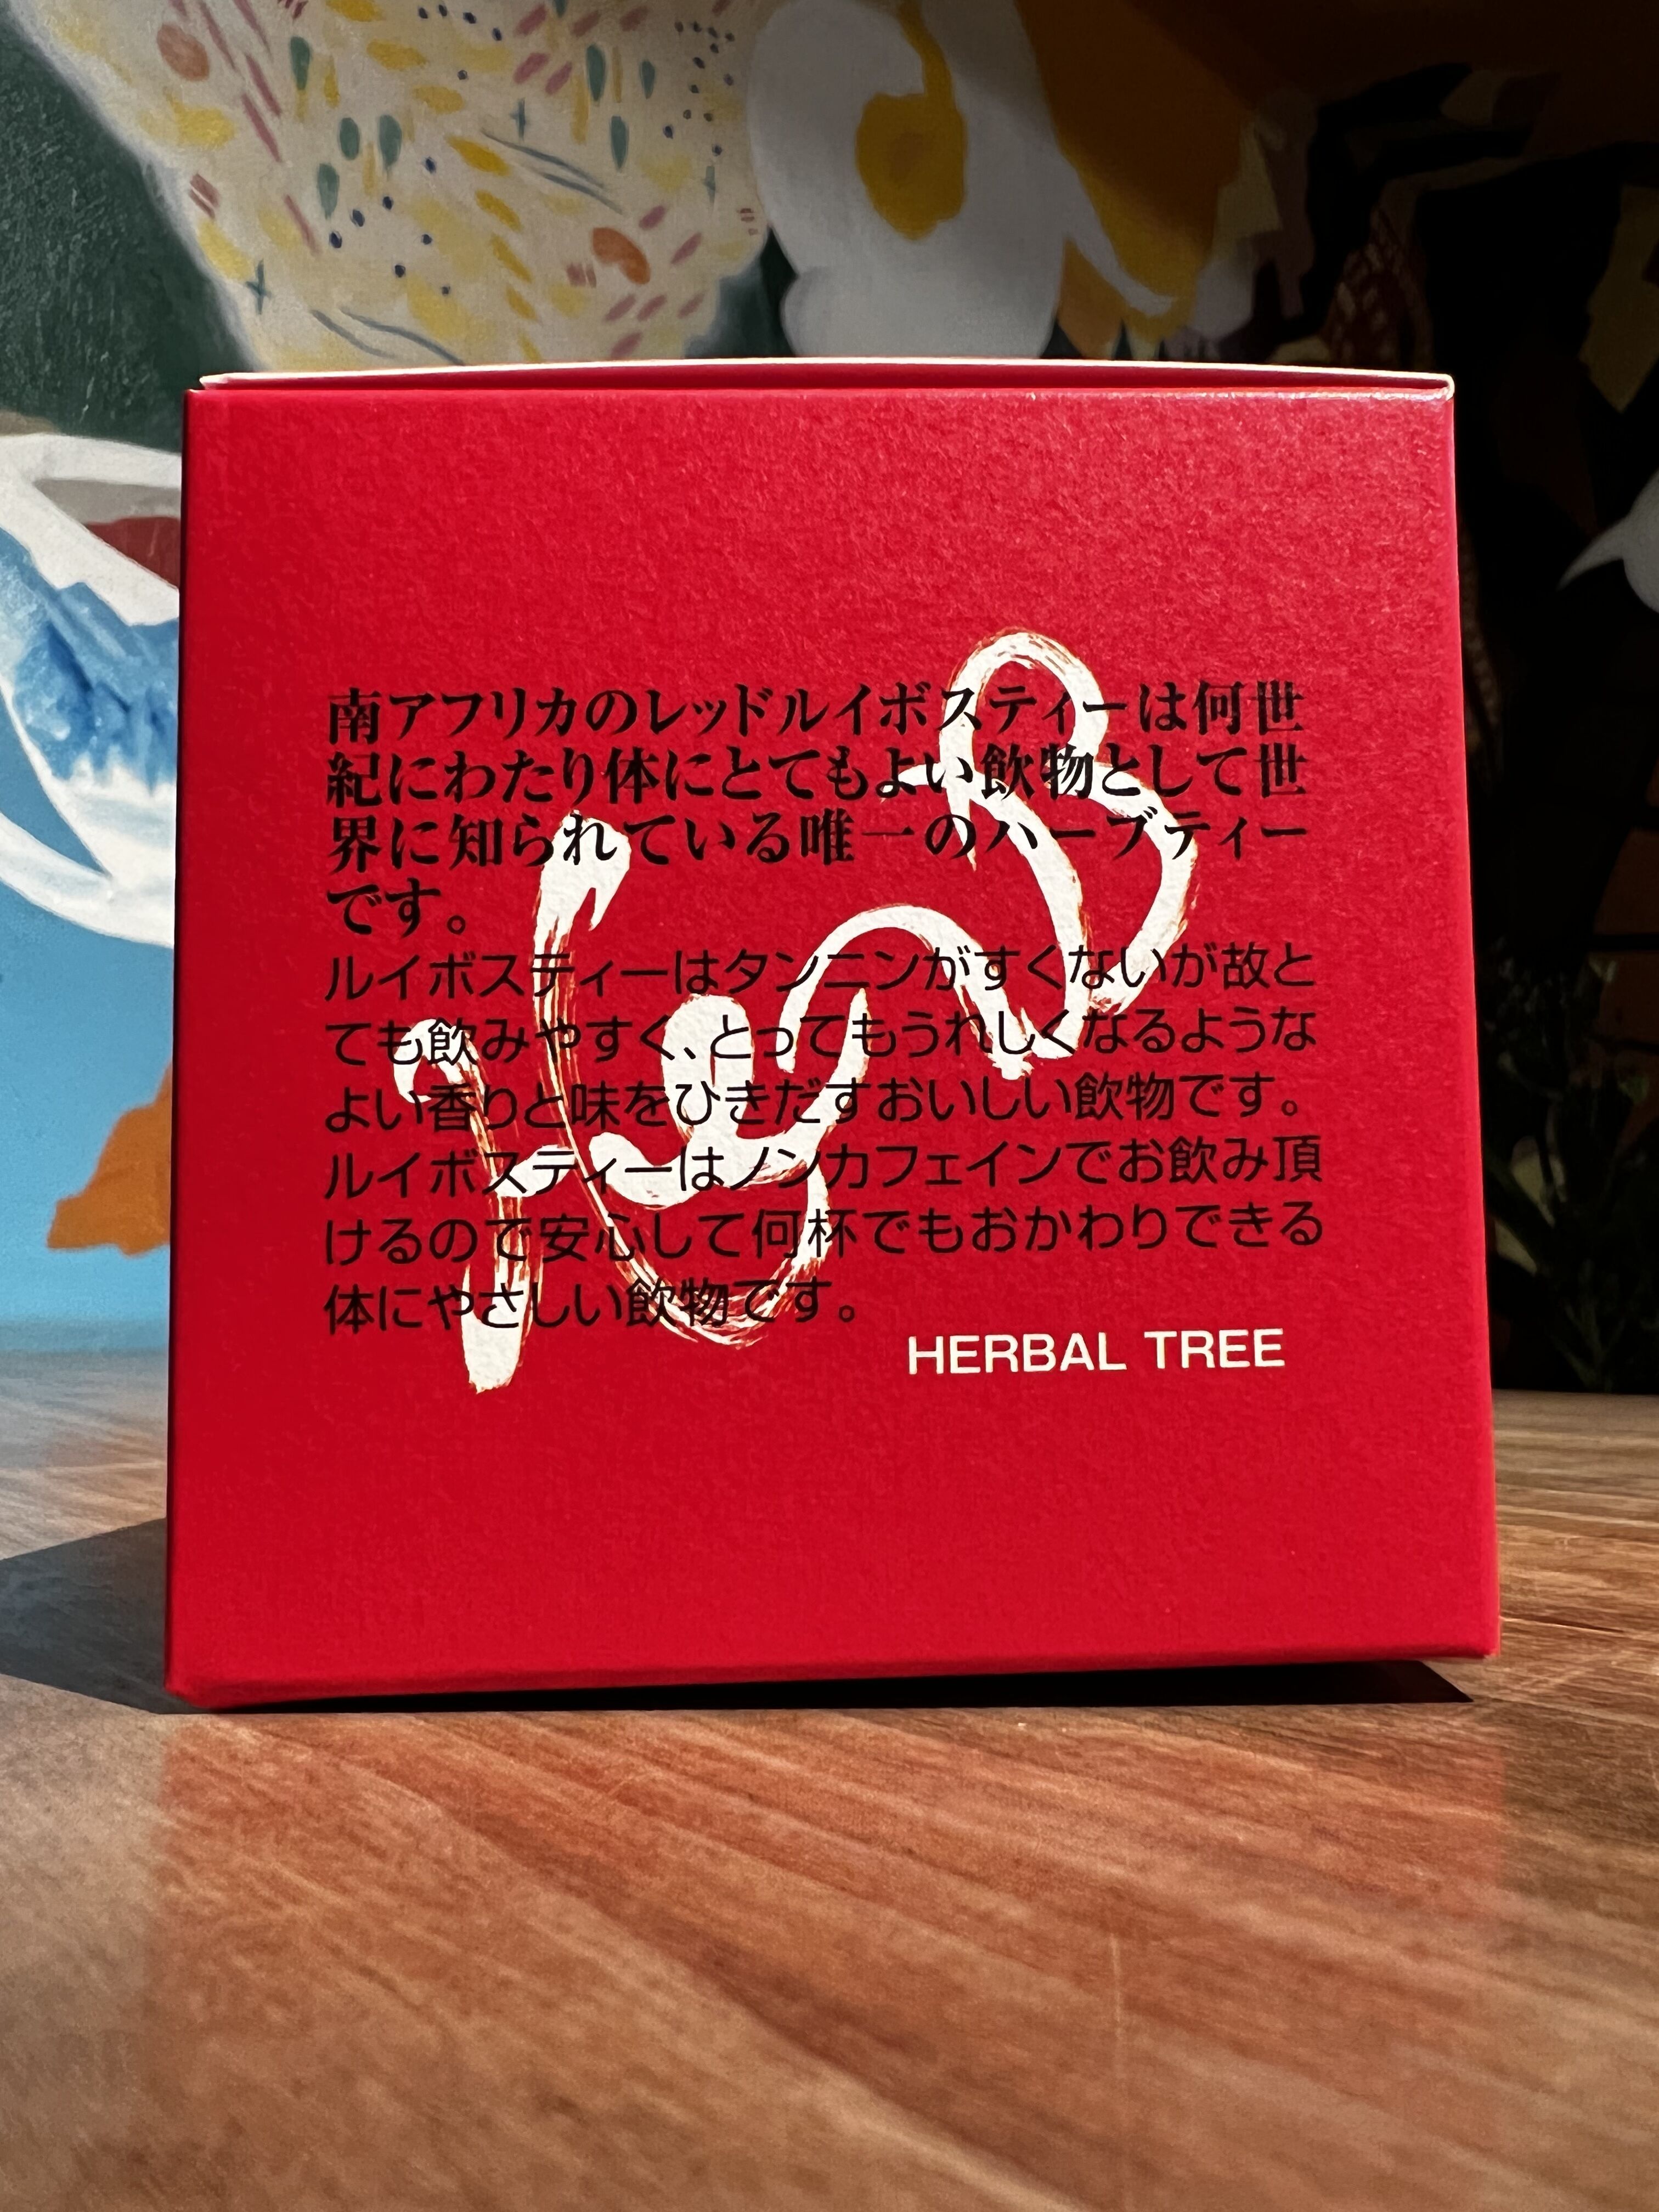 南アフリカのレッドルイボスティーは何世
紀にわたり体にとてもよい飲物として世
界に知られている唯一のハーブティー
です。
ルイボスティーはタンニンがすくないが故と
ても飲みやすく、とってもうれしくなるような
よい香りと味をひきだすおいしい飲物です。
ルイボスティーはノンカフェインでお飲み頂
けるので安心して何杯でもおかわりできる
体にやさしい飲物です。
HERBAL TREE